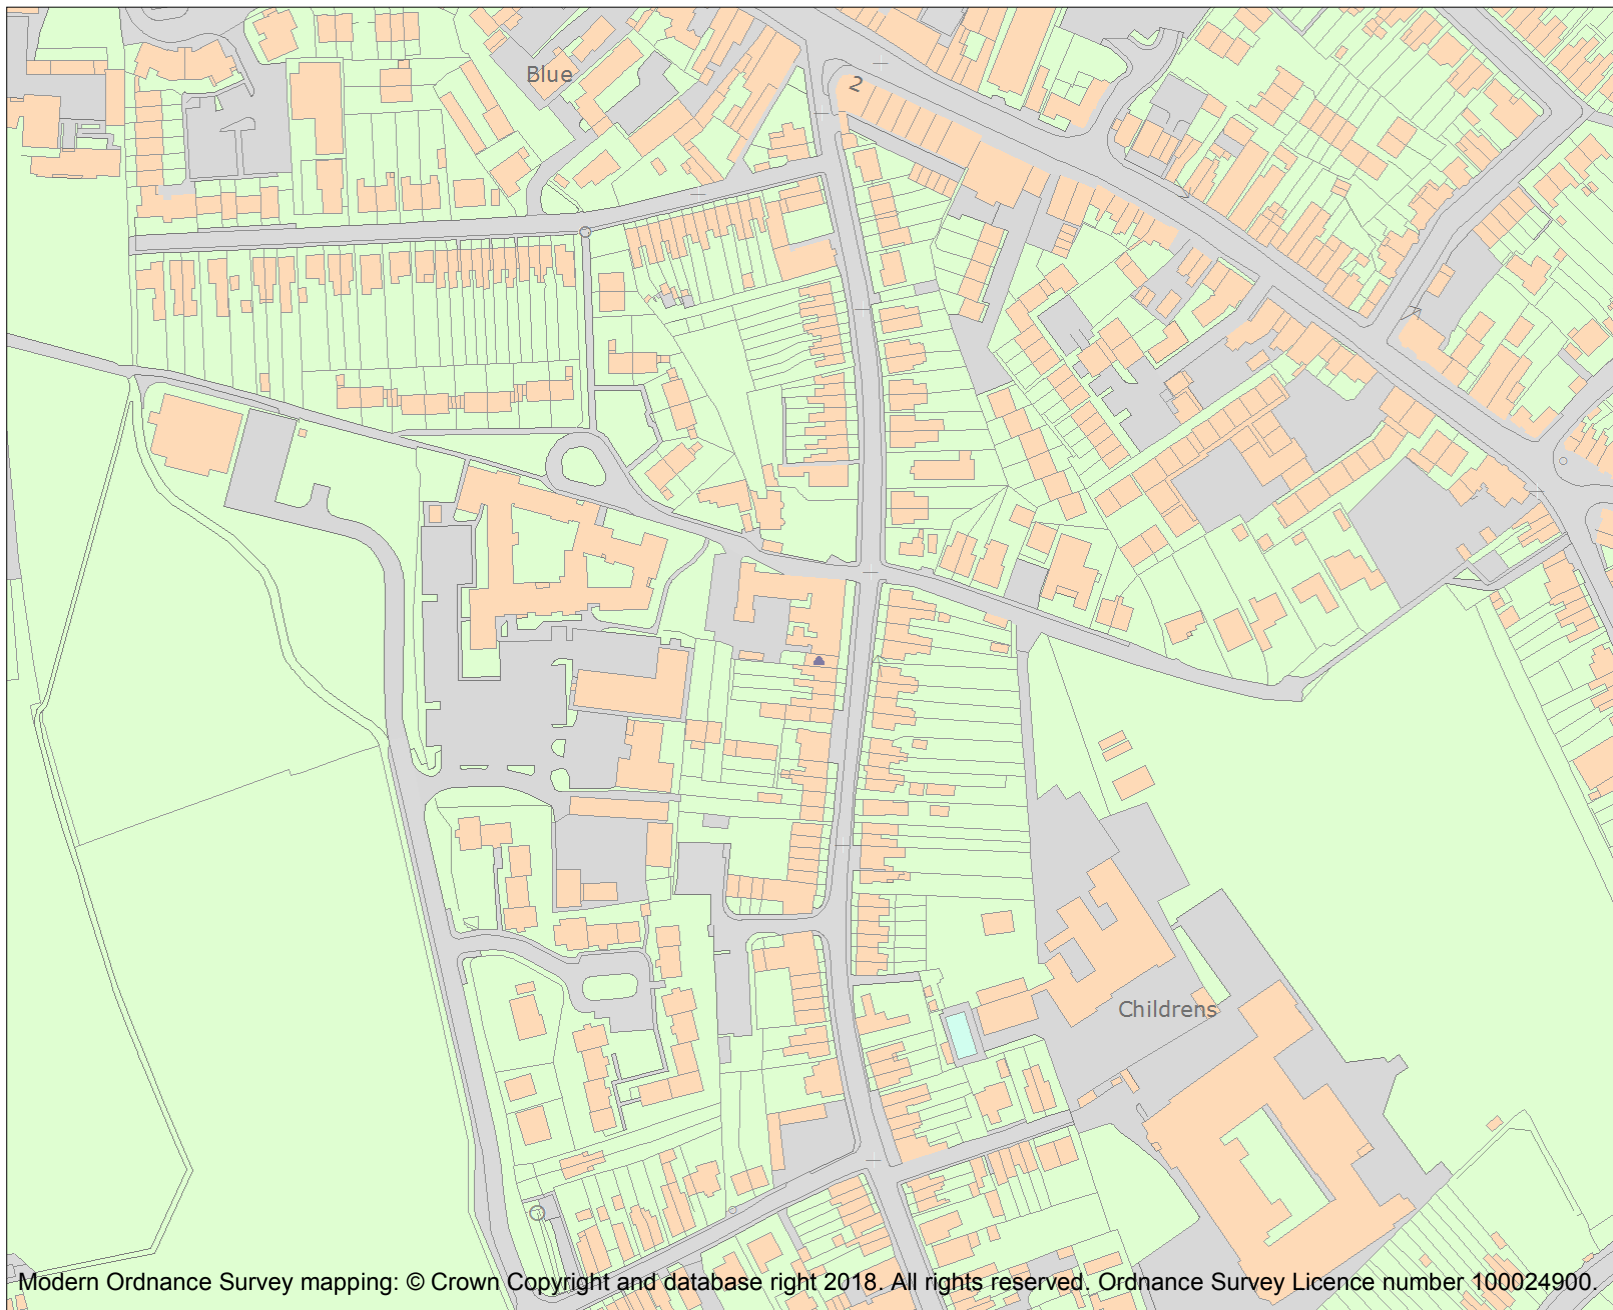 Blue
2
7
Childrens
Modern Ordnance Survey mapping: © Crown Copyright and database right 2018. All rights reserved. Ordnance Survey Licence number 100024900.